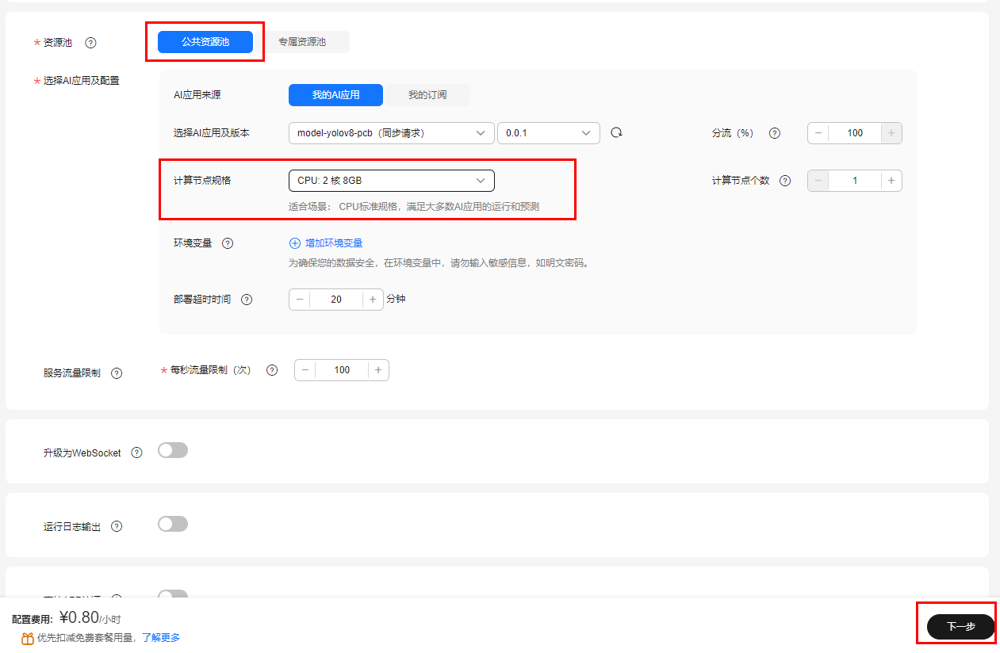 * 资源池 ? 公共资源池 专属资源池
* 选择AI应用及配置
AI应用来源 我的AI应用 我的订阅
选择AI应用及版本 model-yolov8-pcb（同步请求） 0.0.1 分流（%） ? − 100 +
计算节点规格 CPU: 2 核 8GB 计算节点个数 ? − 1 +
适合场景： CPU标准规格，满足大多数AI应用的运行和预测
环境变量 ? 增加环境变量
为确保您的数据安全，在环境变量中，请勿输入敏感信息，如明文密码。
部署超时时间 ? − 20 + 分钟
服务流量限制 ? * 每秒流量限制（次） ? − 100 +
升级为WebSocket ?
运行日志输出 ?
配置费用: ¥0.80/小时
优先扣减免费套餐用量，了解更多
下一步